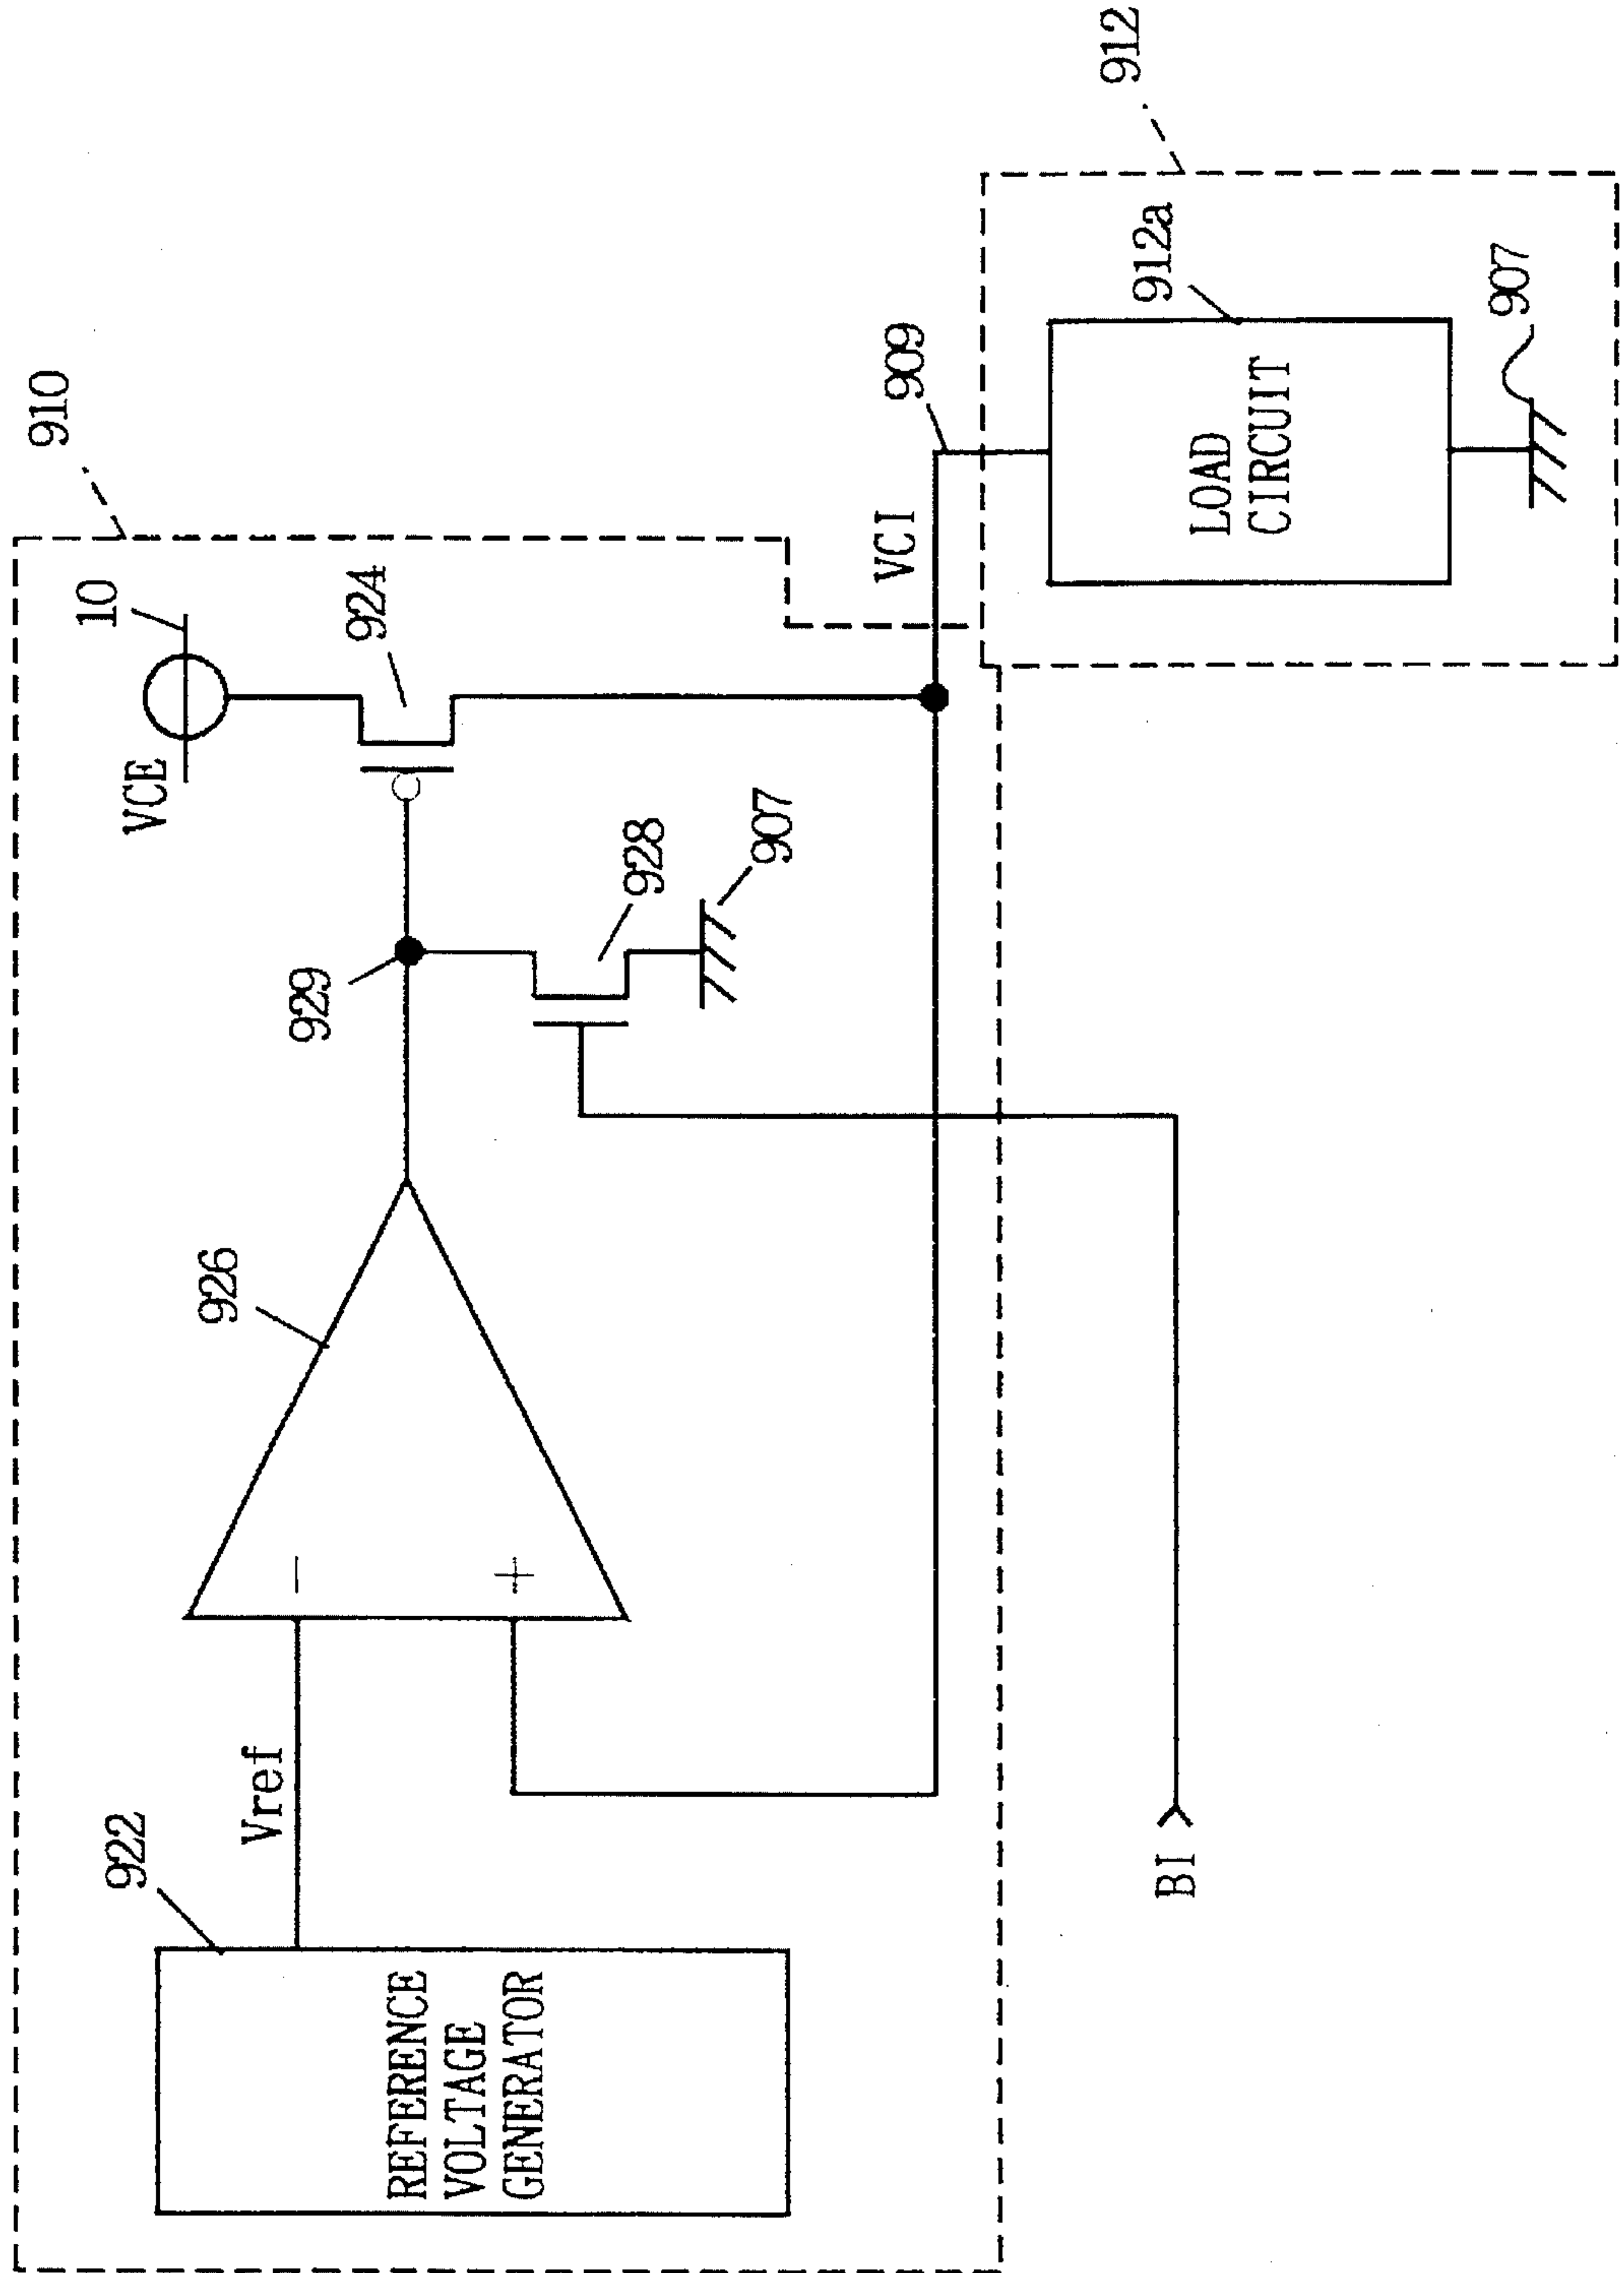 910
10
VCE
924
929
928
907
926
-
+
Vref
922
REFERENCE
VOLTAGE
GENERATOR
VCI
909
912
912a
LOAD
CIRCUIT
907
BI